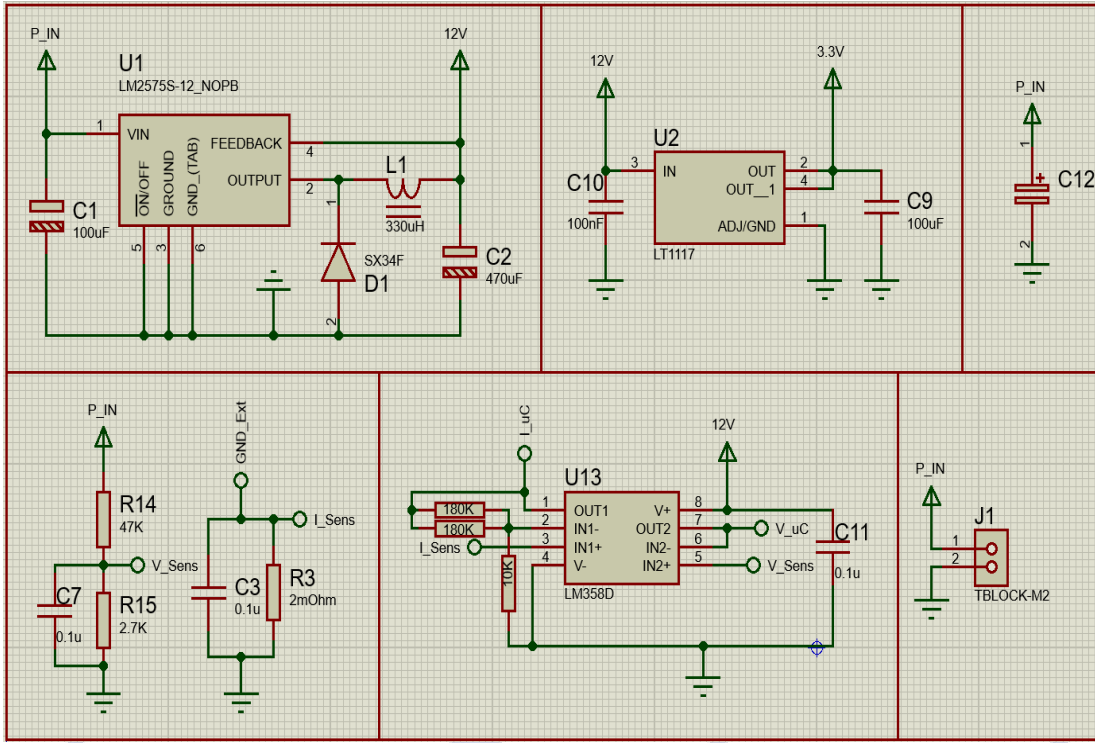 P_IN
12V
U1
LM2575S-12_NOPB
1
VIN
FEEDBACK
4
OUTPUT
2
ON/OFF
GROUND
GND_(TAB)
5
3
6
L1
330uH
C1
100uF
1
SX34F
D1
2
C2
470uF
12V
3.3V
U2
3
IN
OUT
2
OUT__1
4
ADJ/GND
1
LT1117
C10
100nF
C9
100uF
P_IN
1
+
C12
2
P_IN
R14
47K
V_Sens
C7
0.1u
R15
2.7K
GND_Ext
I_Sens
C3
0.1u
R3
2mOhm
I_uC
U13
12V
180K
180K
10K
I_Sens
1
OUT1
2
IN1-
3
IN1+
4
V-
V+
8
OUT2
7
IN2-
6
IN2+
5
LM358D
V_uC
V_Sens
C11
0.1u
P_IN
J1
1
2
TBLOCK-M2